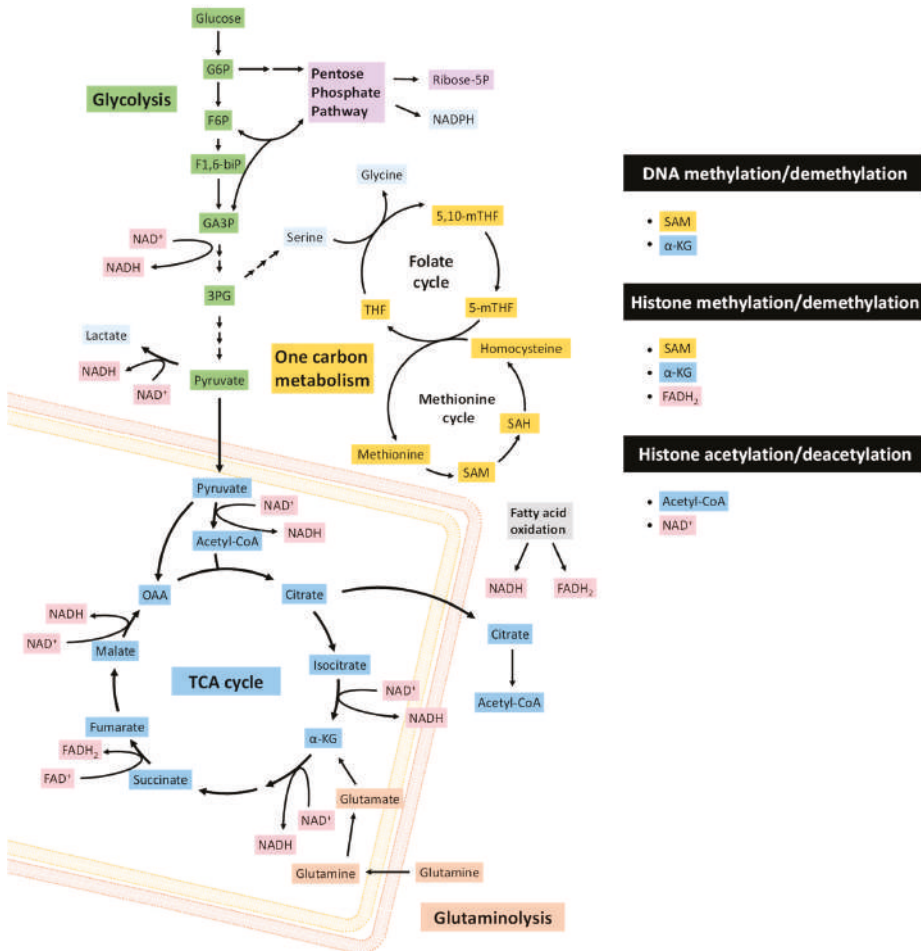 Glucose
G6P
Pentose
Phosphate
Pathway
Ribose-5P
NADPH
Glycolysis
F6P
F1,6-biP
GA3P
NAD⁺
NADH
3PG
Serine
Glycine
5,10-mTHF
Folate
cycle
THF
5-mTHF
Homocysteine
One carbon
metabolism
Methionine
cycle
SAH
Methionine
SAM
Lactate
NADH
NAD⁺
Pyruvate
Pyruvate
NAD⁺
NADH
Acetyl-CoA
OAA
Citrate
NADH
NAD⁺
Malate
TCA cycle
Isocitrate
NAD⁺
NADH
Fumarate
FADH₂
FAD⁺
Succinate
α-KG
NAD⁺
NADH
Glutamate
Glutamine
Glutamine
Glutaminolysis
Fatty acid
oxidation
NADH
FADH₂
Citrate
Acetyl-CoA
DNA methylation/demethylation
• SAM
• α-KG
Histone methylation/demethylation
• SAM
• α-KG
• FADH₂
Histone acetylation/deacetylation
• Acetyl-CoA
• NAD⁺